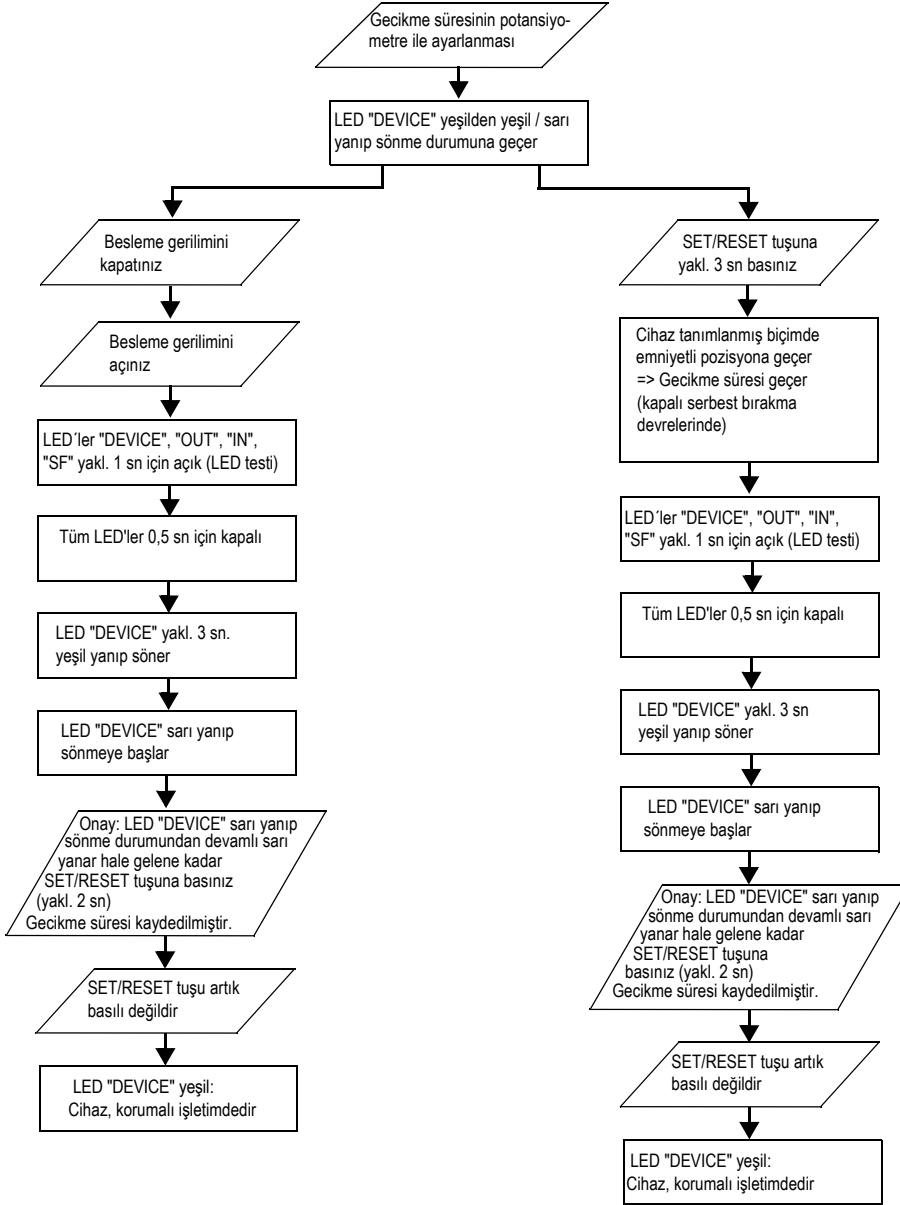 Gecikme süresinin potansiyo-
metre ile ayarlanması
LED "DEVICE" yeşilden yeşil / sarı
yanıp sönme durumuna geçer
Besleme gerilimini
kapatınız
Besleme gerilimini
açınız
LED´ler "DEVICE", "OUT", "IN",
"SF" yakl. 1 sn için açık (LED testi)
Tüm LED'ler 0,5 sn için kapalı
LED "DEVICE" yakl. 3 sn.
yeşil yanıp söner
LED "DEVICE" sarı yanıp
sönmeye başlar
Onay: LED "DEVICE" sarı yanıp
sönme durumundan devamlı sarı
yanar hale gelene kadar
SET/RESET tuşuna basınız
(yakl. 2 sn)
Gecikme süresi kaydedilmiştir.
SET/RESET tuşu artık
basılı değildir
LED "DEVICE" yeşil:
Cihaz, korumalı işletimdedir
SET/RESET tuşuna
yakl. 3 sn basınız
Cihaz tanımlanmış biçimde
emniyetli pozisyona geçer
=> Gecikme süresi geçer
(kapalı serbest bırakma
devrelerinde)
LED´ler "DEVICE", "OUT", "IN",
"SF" yakl. 1 sn için açık (LED testi)
Tüm LED'ler 0,5 sn için kapalı
LED "DEVICE" yakl. 3 sn
yeşil yanıp söner
LED "DEVICE" sarı yanıp
sönmeye başlar
Onay: LED "DEVICE" sarı yanıp
sönme durumundan devamlı sarı
yanar hale gelene kadar
SET/RESET tuşuna
basınız (yakl. 2 sn)
Gecikme süresi kaydedilmiştir.
SET/RESET tuşu artık
basılı değildir
LED "DEVICE" yeşil:
Cihaz, korumalı işletimdedir